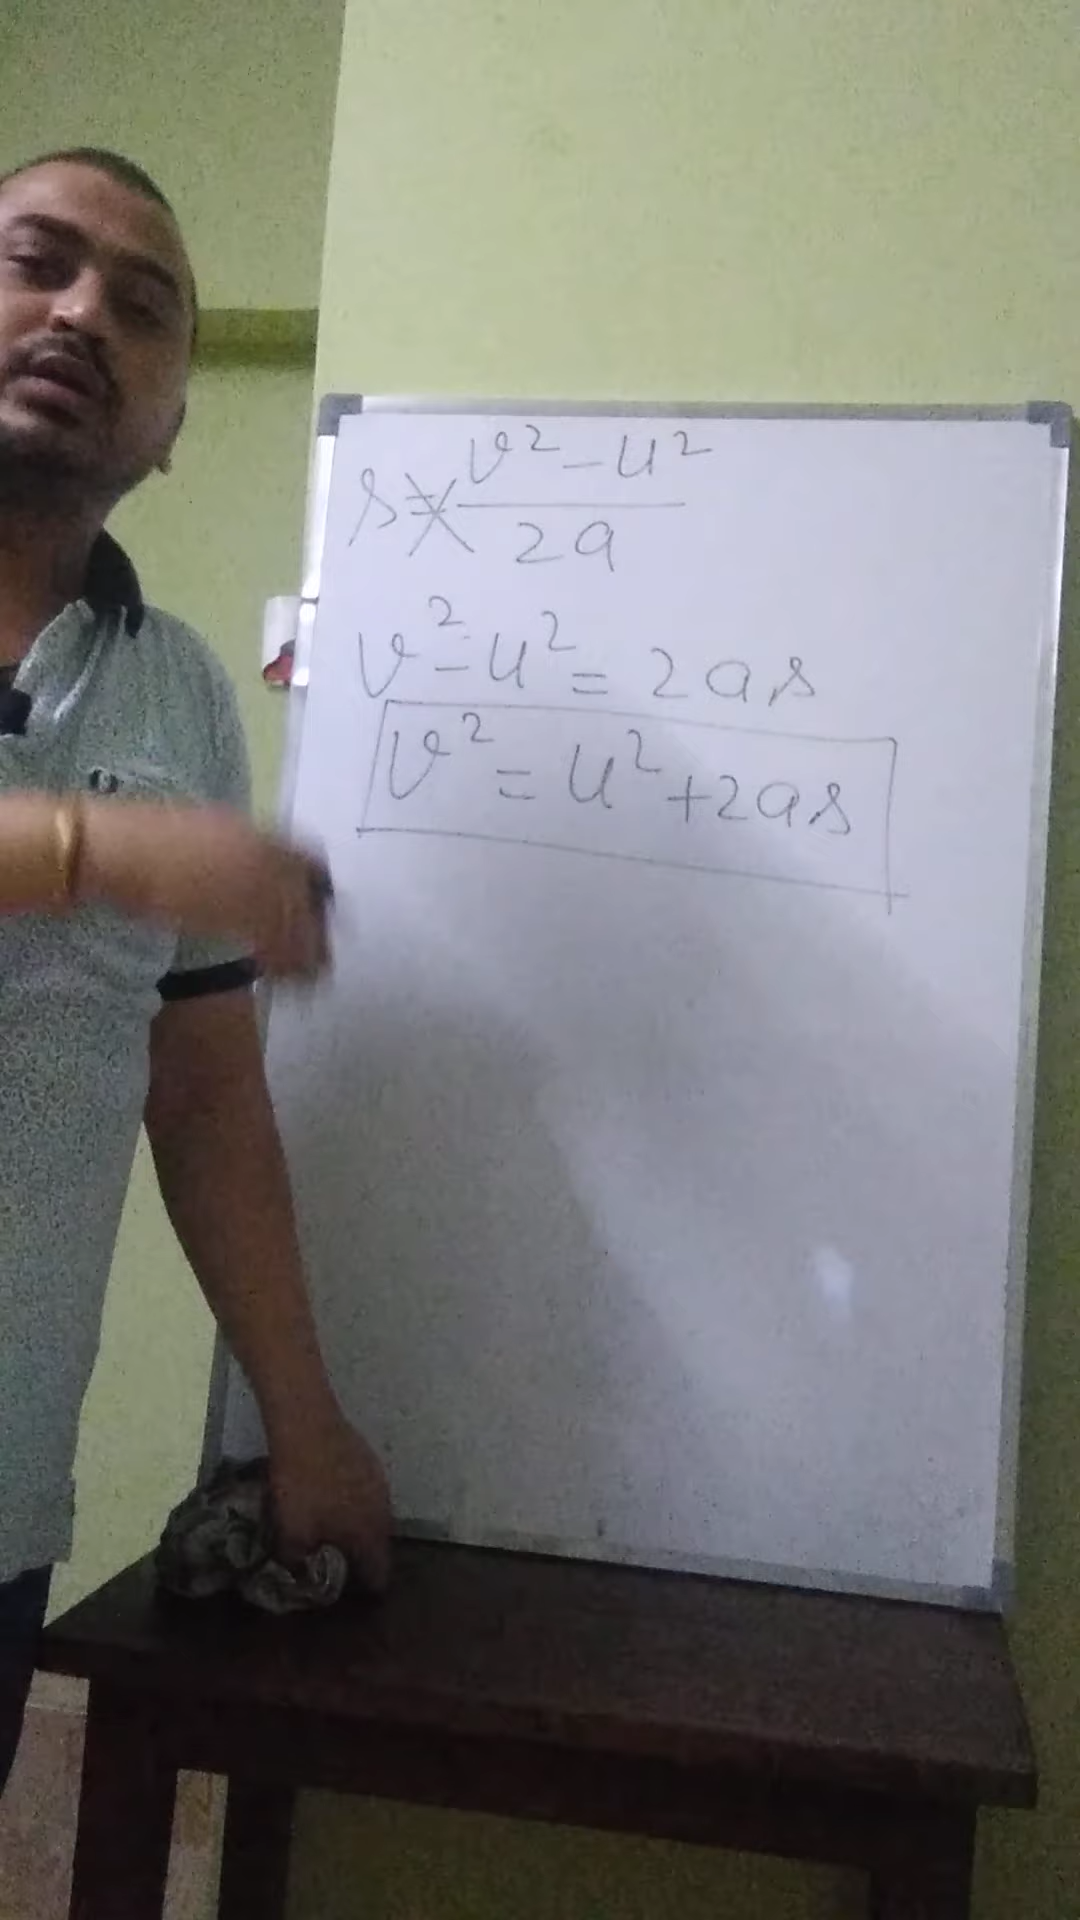 s = v² - u² / 2a
v² - u² = 2as
v² = u² + 2as